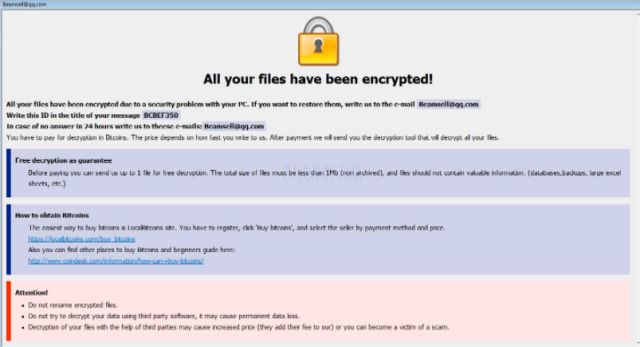 Beamsell@qq.com
All your files have been encrypted!
All your files have been encrypted due to a security problem with your PC. If you want to restore them, write us to the e-mail Beamsell@qq.com
Write this ID in the title of your message BCBEF350
In case of no answer in 24 hours write us to theese e-mails: Beamsell@qq.com
You have to pay for decryption in Bitcoins. The price depends on how fast you write to us. After payment we will send you the decryption tool that will decrypt all your files.
Free decryption as guarantee
Before paying you can send us up to 1 file for free decryption. The total size of files must be less than 1Mb (non archived), and files should not contain valuable information. (databases,backups, large excel
sheets, etc.)
How to obtain Bitcoins
The easiest way to buy bitcoins is LocalBitcoins site. You have to register, click 'Buy bitcoins', and select the seller by payment method and price.
https://localbitcoins.com/buy_bitcoins
Also you can find other places to buy Bitcoins and beginners guide here:
http://www.coindesk.com/information/how-can-i-buy-bitcoins/
Attention!
Do not rename encrypted files.
Do not try to decrypt your data using third party software, it may cause permanent data loss.
Decryption of your files with the help of third parties may cause increased price (they add their fee to our) or you can become a victim of a scam.